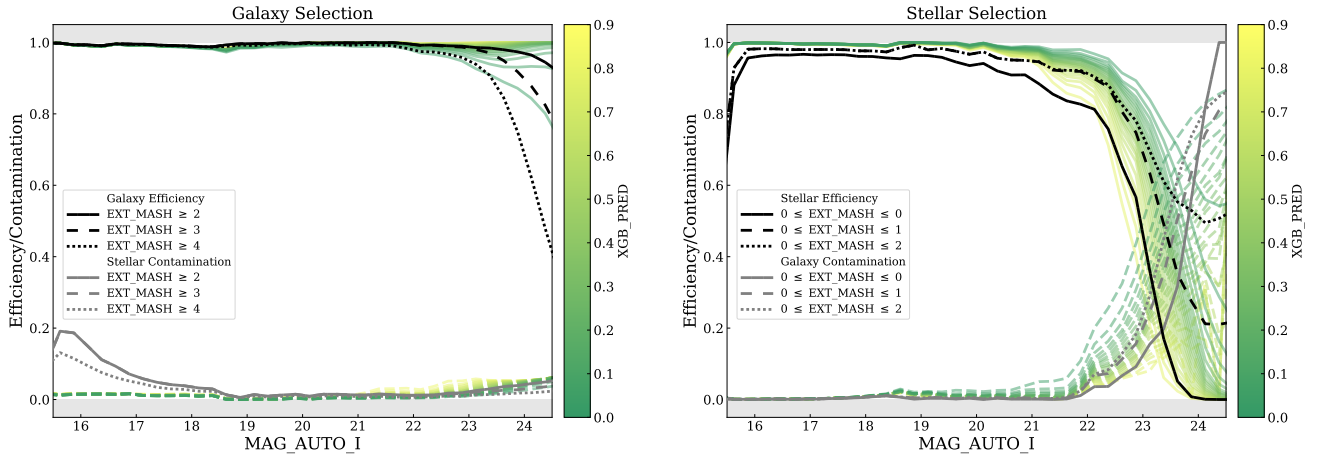 Galaxy Selection
1.0
0.8
0.6
0.4
0.2
0.0
Efficiency/Contamination
Galaxy Efficiency
EXT_MASH ≥ 2
EXT_MASH ≥ 3
EXT_MASH ≥ 4
Stellar Contamination
EXT_MASH ≥ 2
EXT_MASH ≥ 3
EXT_MASH ≥ 4
16 17 18 19 20 21 22 23 24
MAG_AUTO_I
0.9
0.8
0.7
0.6
0.5
0.4
0.3
0.2
0.1
0.0
XGB_PRED
Stellar Selection
1.0
0.8
0.6
0.4
0.2
0.0
Efficiency/Contamination
Stellar Efficiency
0 ≤ EXT_MASH ≤ 0
0 ≤ EXT_MASH ≤ 1
0 ≤ EXT_MASH ≤ 2
Galaxy Contamination
0 ≤ EXT_MASH ≤ 0
0 ≤ EXT_MASH ≤ 1
0 ≤ EXT_MASH ≤ 2
16 17 18 19 20 21 22 23 24
MAG_AUTO_I
0.9
0.8
0.7
0.6
0.5
0.4
0.3
0.2
0.1
0.0
XGB_PRED